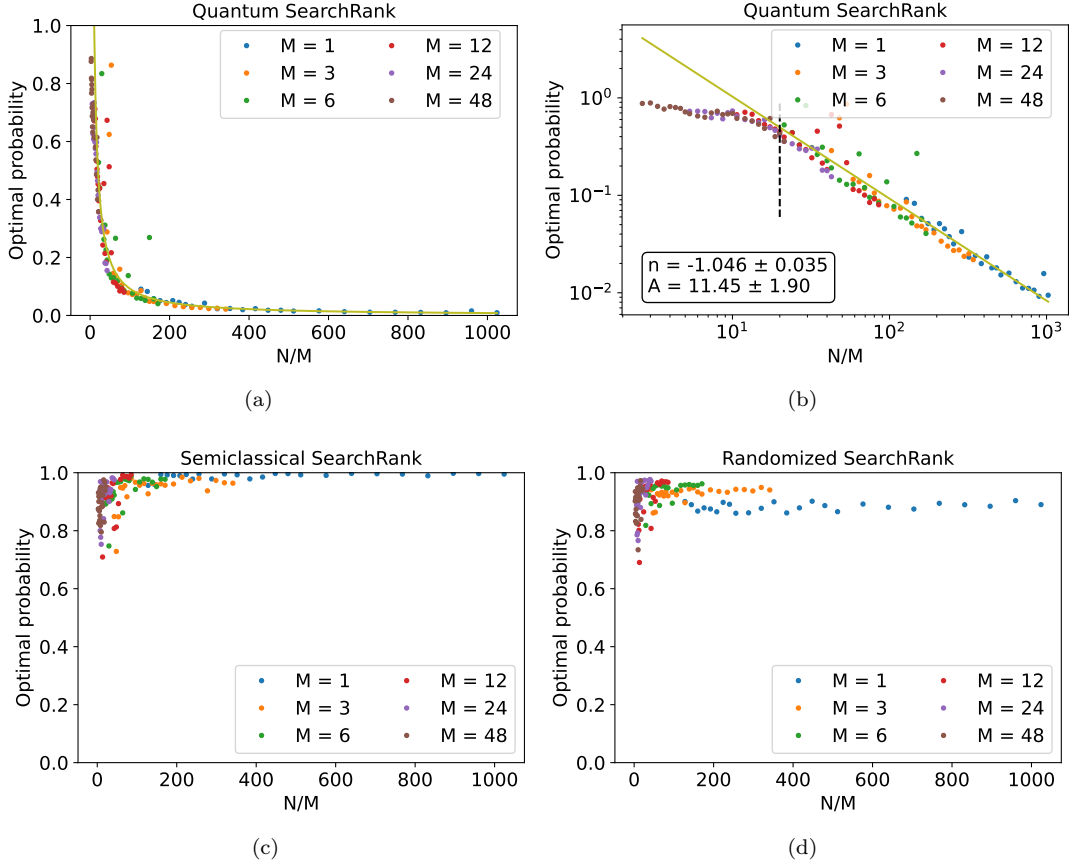 Quantum SearchRank
Optimal probability
1.0
0.8
0.6
0.4
0.2
0.0
M = 1
M = 3
M = 6
M = 12
M = 24
M = 48
0 200 400 600 800 1000
N/M
(a)
Quantum SearchRank
Optimal probability
10^0
10^-1
10^-2
M = 1
M = 3
M = 6
M = 12
M = 24
M = 48
n = -1.046 ± 0.035
A = 11.45 ± 1.90
10^1 10^2 10^3
N/M
(b)
Semiclassical SearchRank
Optimal probability
1.0
0.8
0.6
0.4
0.2
0.0
M = 1
M = 3
M = 6
M = 12
M = 24
M = 48
0 200 400 600 800 1000
N/M
(c)
Randomized SearchRank
Optimal probability
1.0
0.8
0.6
0.4
0.2
0.0
M = 1
M = 3
M = 6
M = 12
M = 24
M = 48
0 200 400 600 800 1000
N/M
(d)